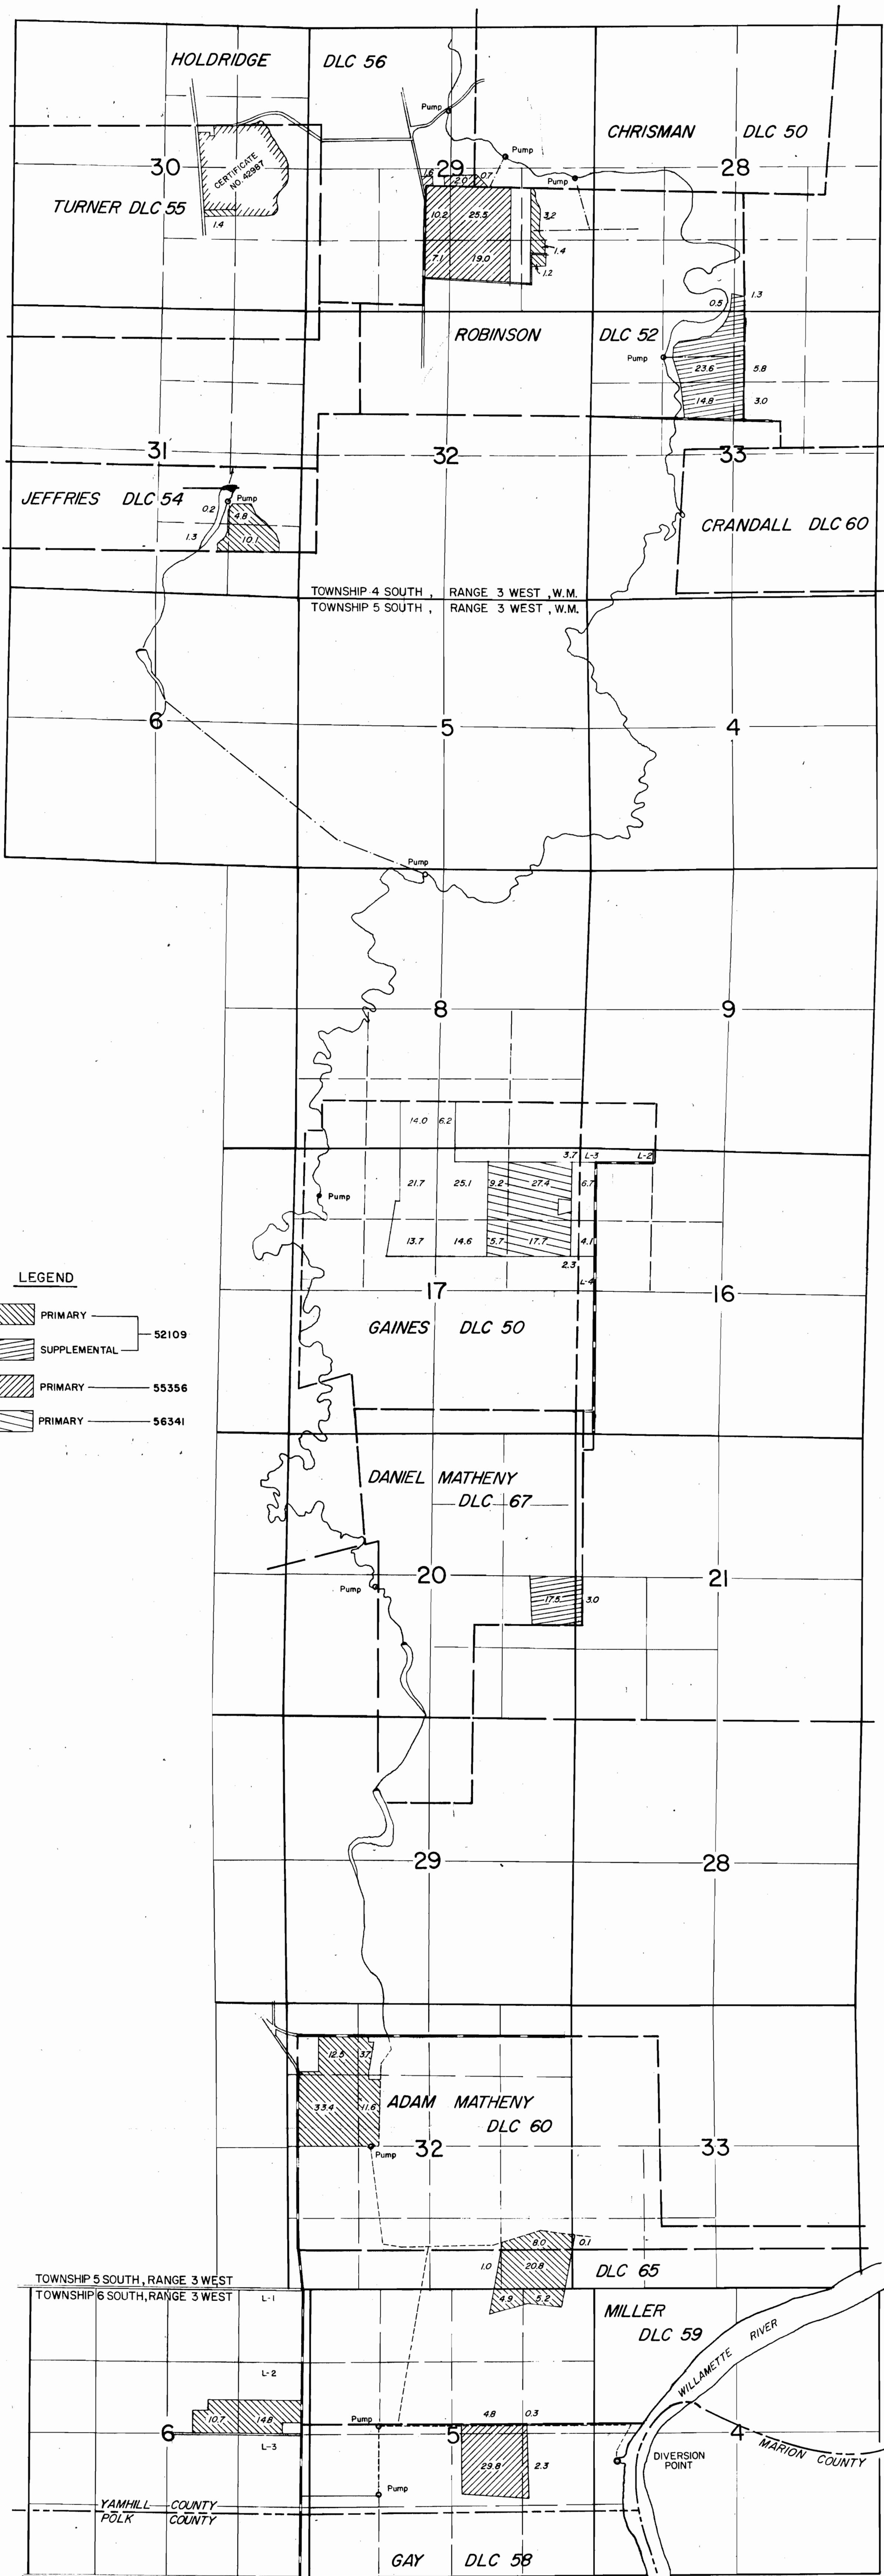 HOLDRIDGE DLC 56
Pump
CHRISMAN DLC 50
Pump
Pump
30 29 28
CERTIFICATE
NO. 42987
1.6 2.0 0.7
TURNER DLC 55
1.4
10.2 25.5 3.2
1.4
7.1 19.0
1.2
0.5 1.3
ROBINSON DLC 52
Pump
23.6 5.8
14.8 3.0
31 32 33
JEFFRIES DLC 54
Pump
0.2 4.8
1.3 10.1
CRANDALL DLC 60
TOWNSHIP 4 SOUTH, RANGE 3 WEST, W.M.
TOWNSHIP 5 SOUTH, RANGE 3 WEST, W.M.
6 5 4
Pump
8 9
14.0 6.2
3.7 L-3 L-2
21.7 25.1 9.2 27.4 6.7
Pump
13.7 14.6 5.7 17.7 4.1
2.3
L-4
17 16
LEGEND
PRIMARY
52109
SUPPLEMENTAL
PRIMARY 55356
PRIMARY 56341
GAINES DLC 50
DANIEL MATHENY
DLC 67
20 21
Pump
17.5 3.0
29 28
12.5 3.7
33.4 11.6
ADAM MATHENY
DLC 60
32 33
Pump
8.0 0.1
1.0 20.8
DLC 65
TOWNSHIP 5 SOUTH, RANGE 3 WEST
TOWNSHIP 6 SOUTH, RANGE 3 WEST
L-1
4.9 5.2
MILLER
DLC 59
WILLAMETTE RIVER
L-2
10.7 14.8
Pump
4.8 0.3
6 5 4
L-3
MARION COUNTY
DIVERSION
POINT
29.8 2.3
Pump
YAMHILL COUNTY
POLK COUNTY
GAY DLC 58